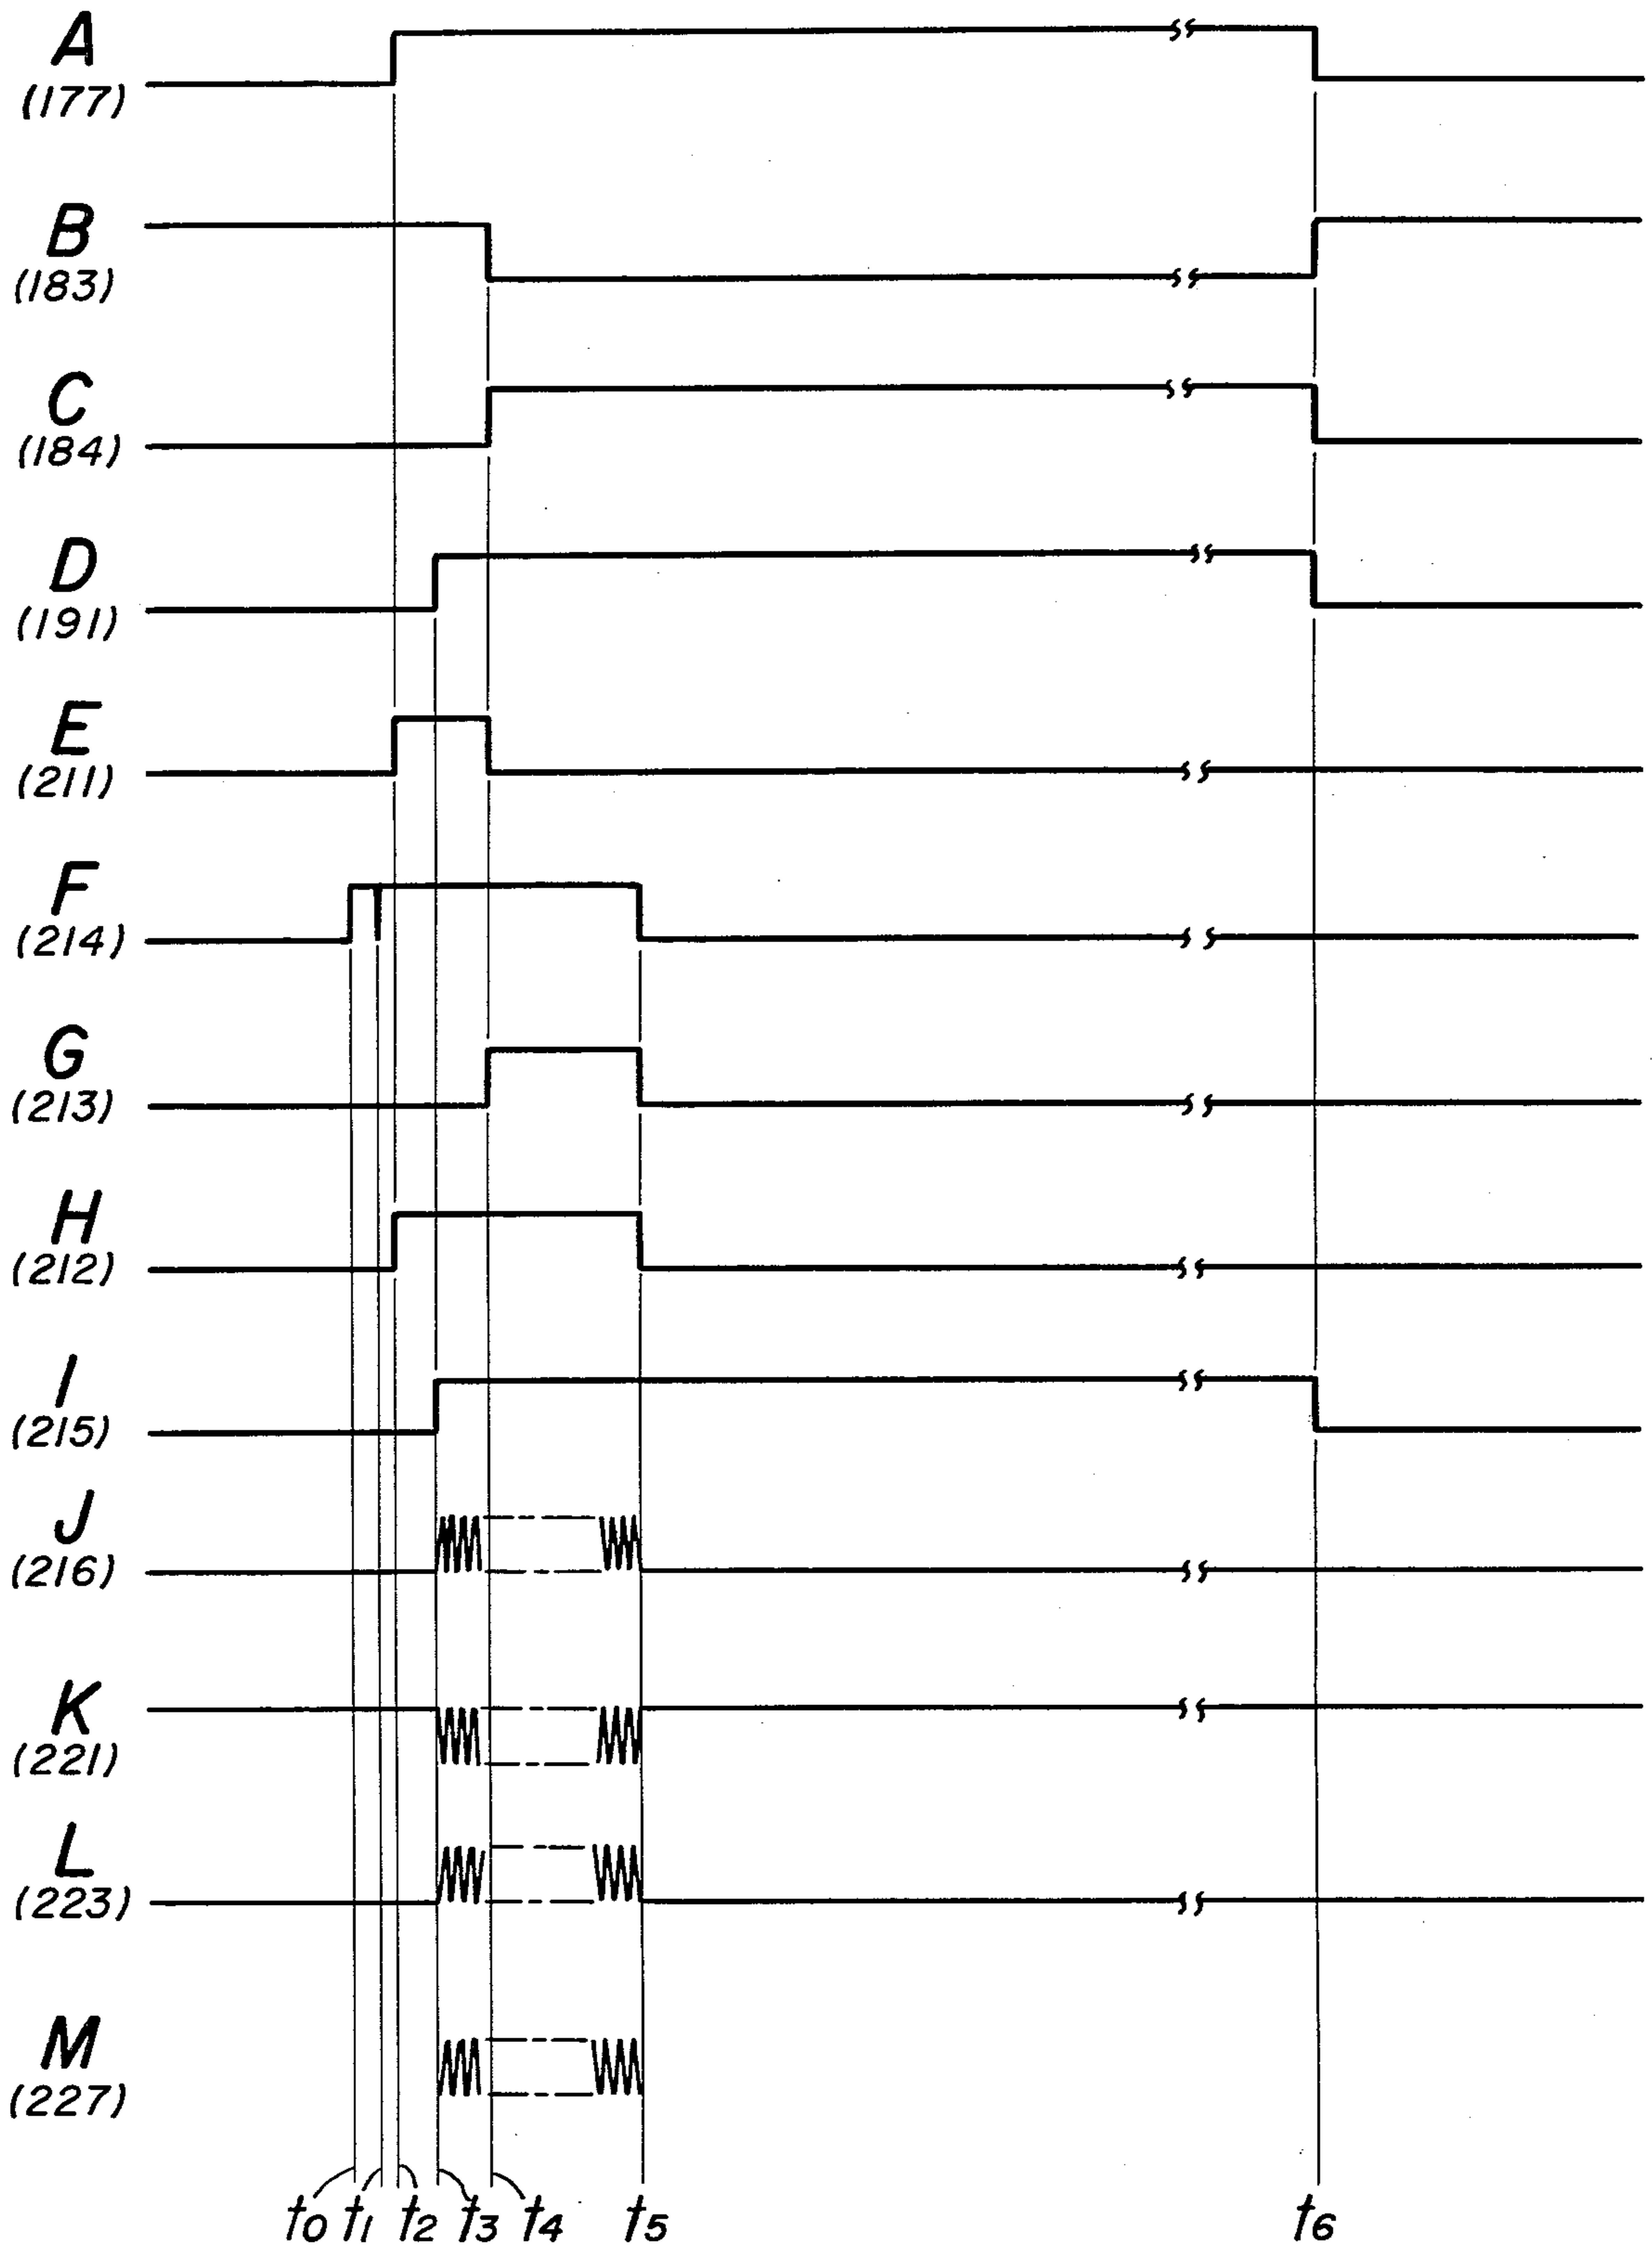 A
(177)
B
(183)
C
(184)
D
(191)
E
(211)
F
(214)
G
(213)
H
(212)
I
(215)
J
(216)
K
(221)
L
(223)
M
(227)
t0 t1 t2 t3 t4 t5 t6